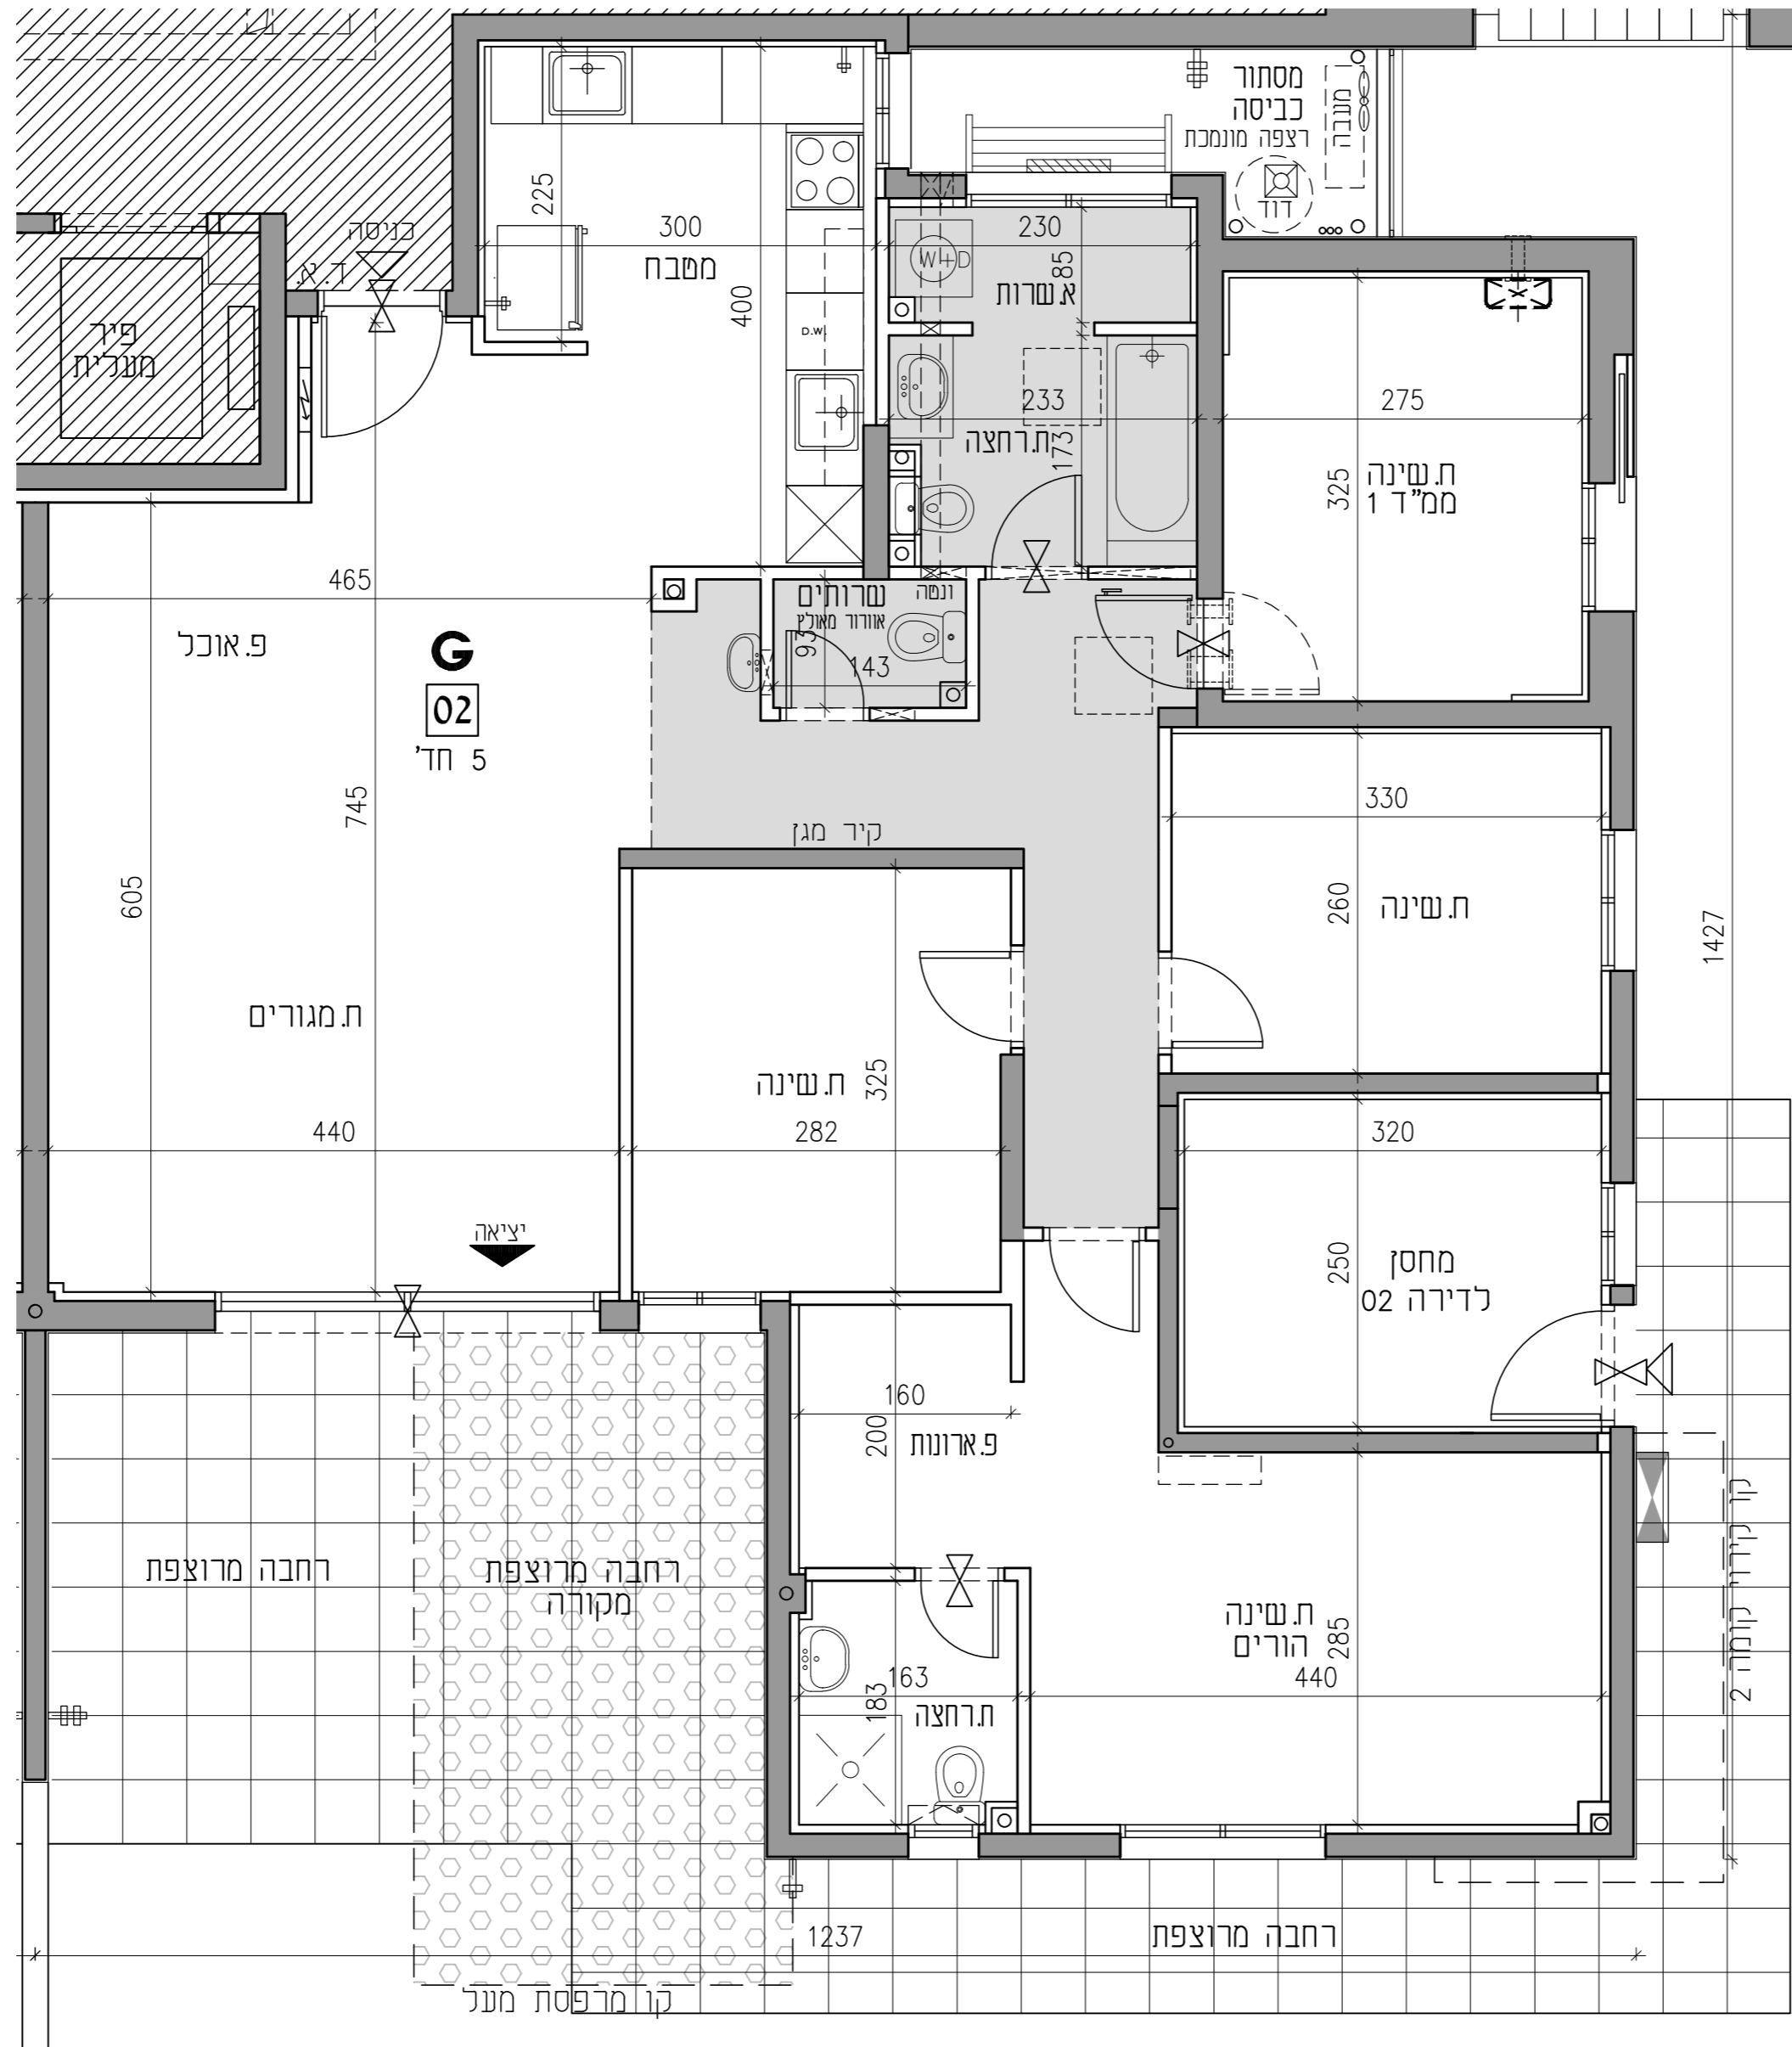 מסתור
כביסה
רצפה מונמכת
מעבה
דוד
כניסה
ד.א.
פיר
מעלית
225
300
מטבח
400
D.W.
230
W+D
85
א.שרות
233
ח.רחצה
173
275
325
ח.שינה
ממ"ד 1
465
פ.אוכל
G
02
5 חד'
745
605
שרותים
אוורור מאולץ
ונטה
93
143
קיר מגן
330
260
ח.שינה
1427
ח.מגורים
ח.שינה
325
440
282
320
יציאה
250
מחסן
לדירה 02
160
200
פ.ארונות
רחבה מרוצפת
רחבה מרוצפת
מקורה
ח.שינה
הורים
285
440
163
183
ח.רחצה
קו קירוי קומה 2
1237
רחבה מרוצפת
קו מרפסת מעל